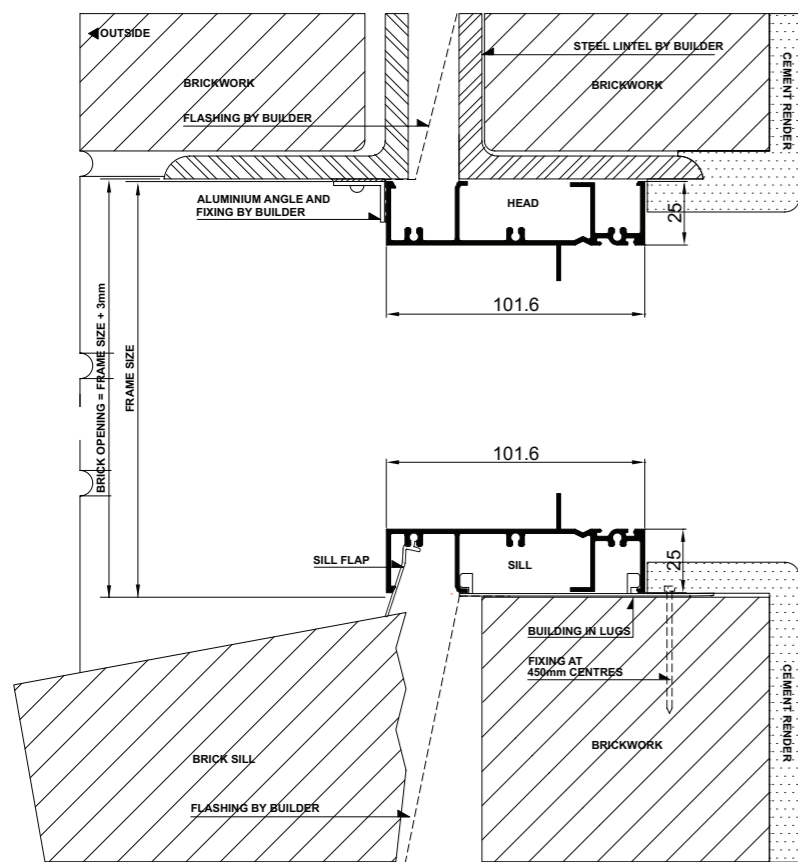 OUTSIDE
STEEL LINTEL BY BUILDER
BRICKWORK
BRICKWORK
CEMENT RENDER
FLASHING BY BUILDER
ALUMINIUM ANGLE AND
FIXING BY BUILDER
HEAD
25
101.6
BRICK OPENING = FRAME SIZE + 3mm
FRAME SIZE
101.6
SILL FLAP
SILL
25
BUILDING IN LUGS
FIXING AT
450mm CENTRES
CEMENT RENDER
BRICKWORK
BRICK SILL
FLASHING BY BUILDER